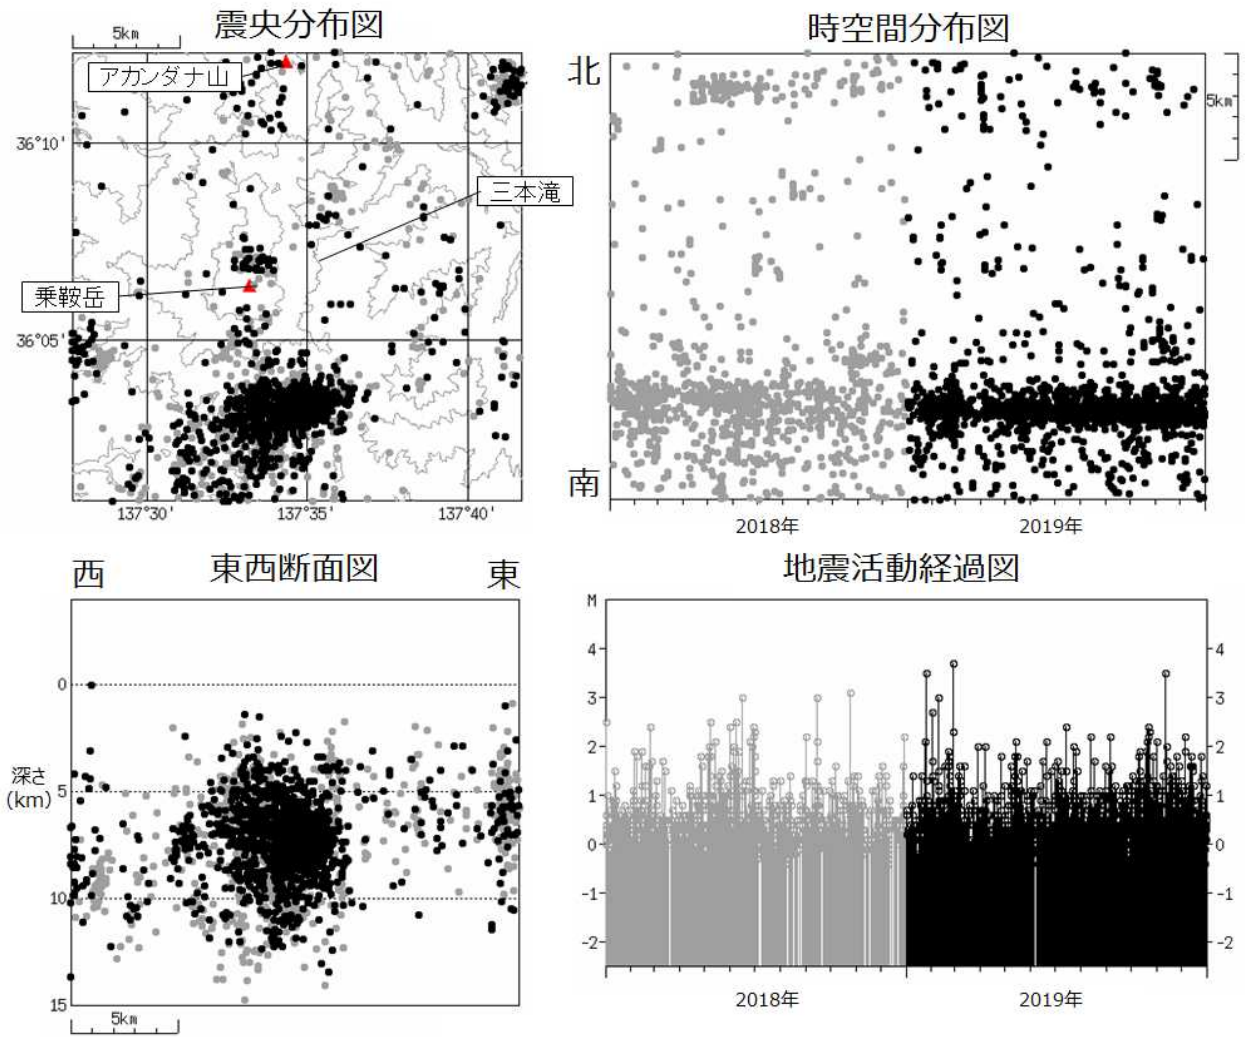 震央分布図
5km
アカンダナ山
36°10'
三本滝
乗鞍岳
36°05'
137°30'
137°35'
137°40'
時空間分布図
北
5km
南
2018年
2019年
東西断面図
西
東
0
深さ
(km)
5
10
15
5km
地震活動経過図
M
4
3
2
1
0
-1
-2
4
3
2
1
0
-1
-2
2018年
2019年